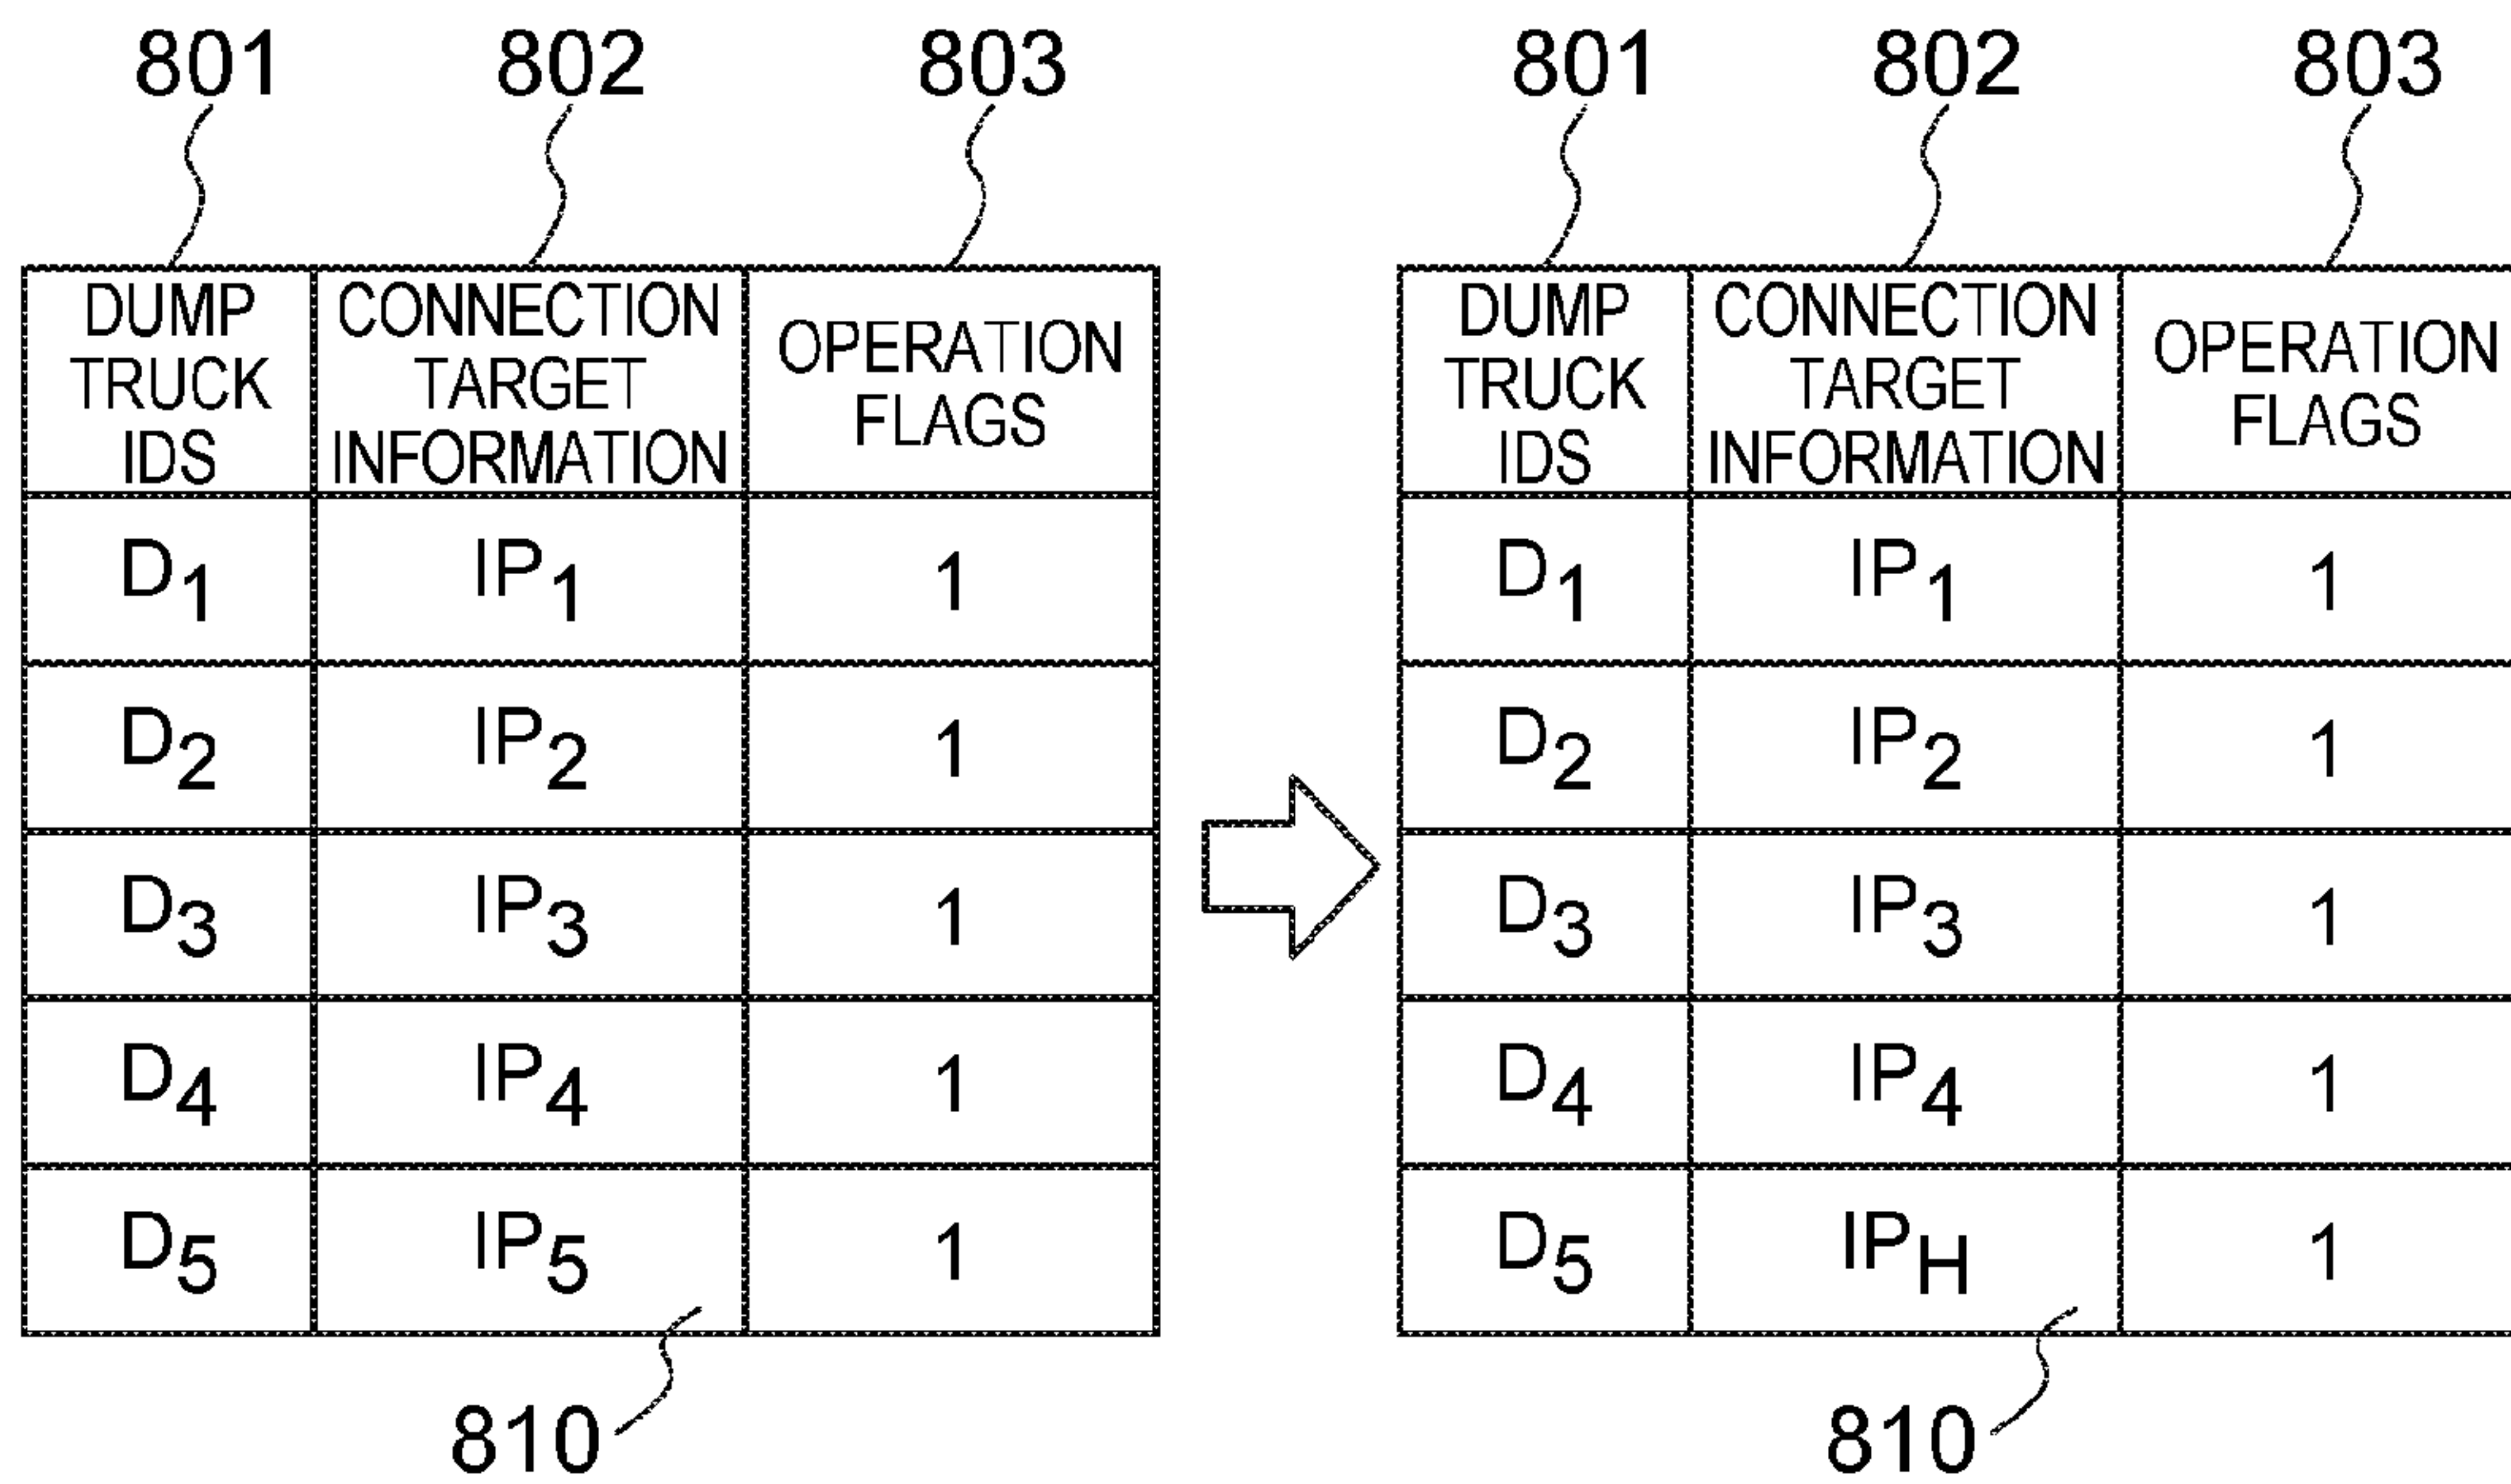 801 802 803 801 802 803
DUMP TRUCK IDS CONNECTION TARGET INFORMATION OPERATION FLAGS DUMP TRUCK IDS CONNECTION TARGET INFORMATION OPERATION FLAGS
D1 IP1 1 D1 IP1 1
D2 IP2 1 D2 IP2 1
D3 IP3 1 D3 IP3 1
D4 IP4 1 D4 IP4 1
D5 IP5 1 D5 IPH 1
810 810